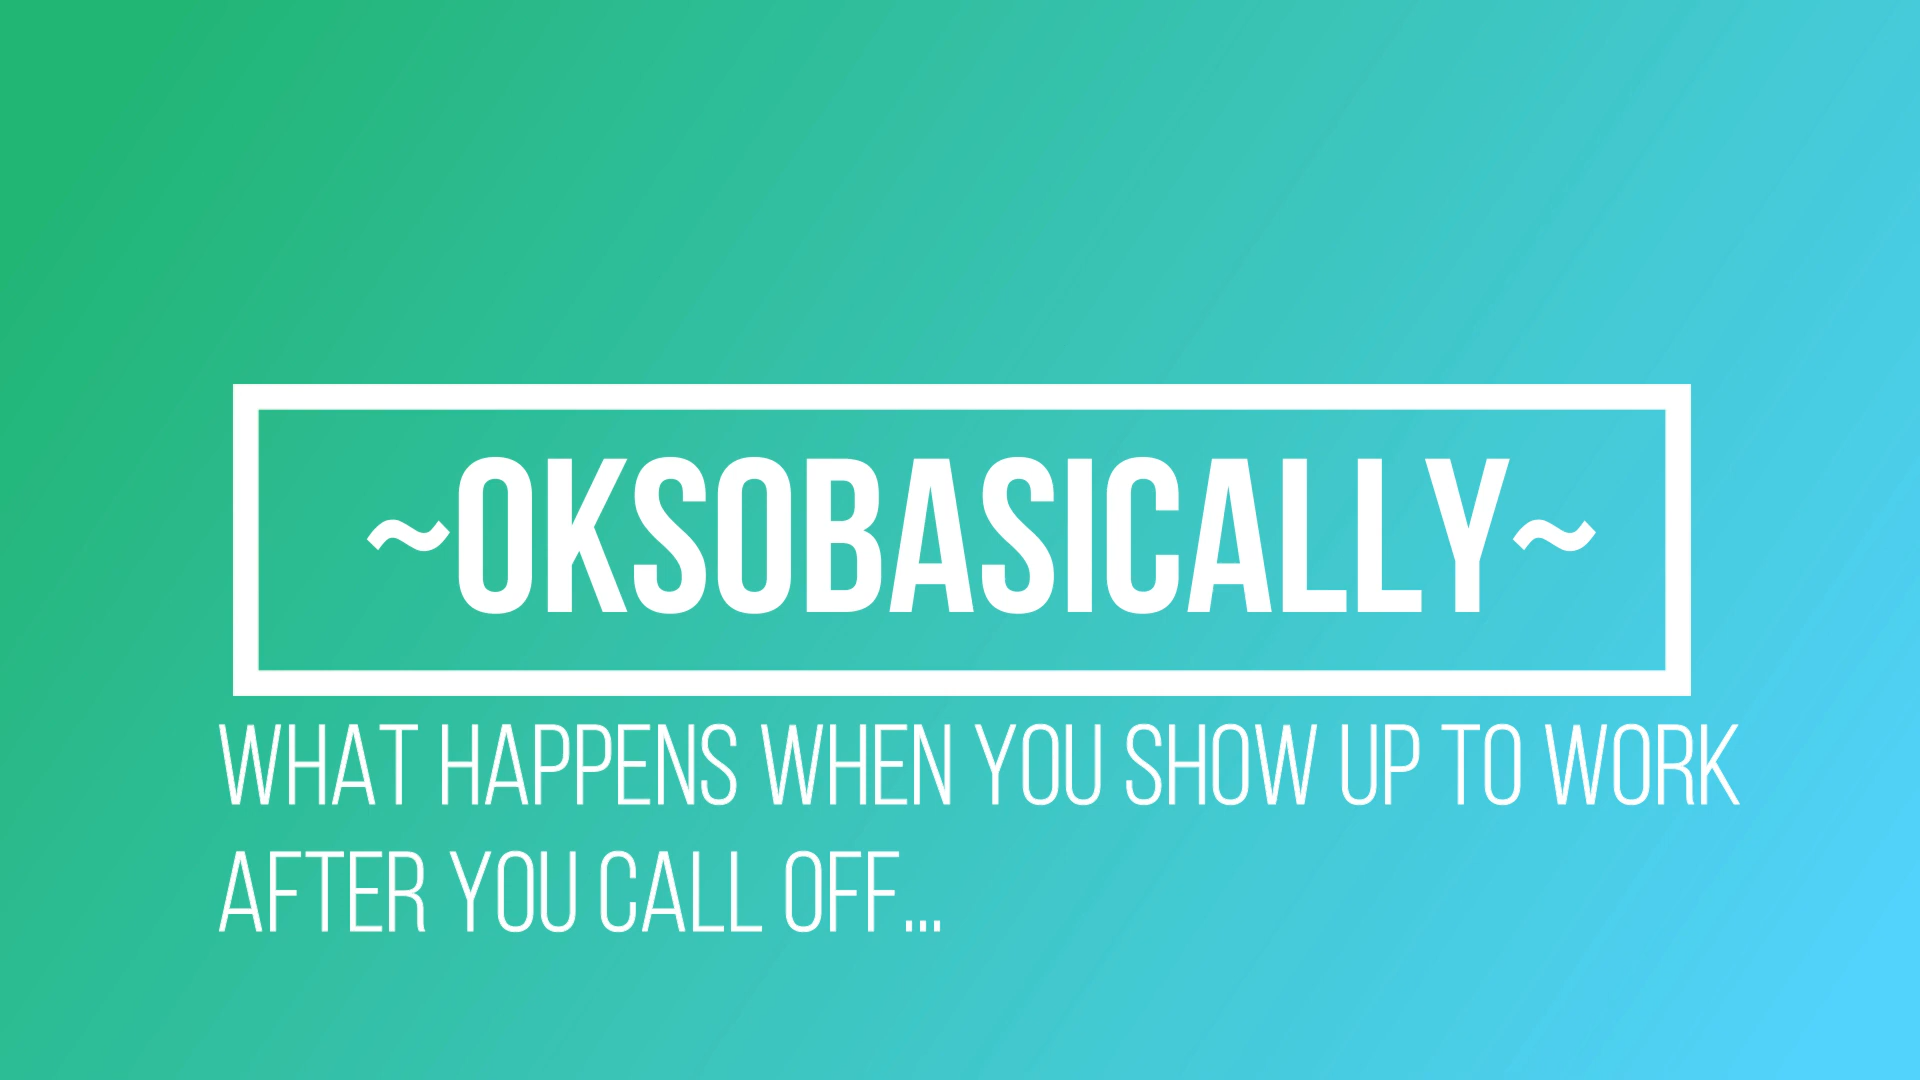 ~OKSOBASICALLY~
WHAT HAPPENS WHEN YOU SHOW UP TO WORK
AFTER YOU CALL OFF...